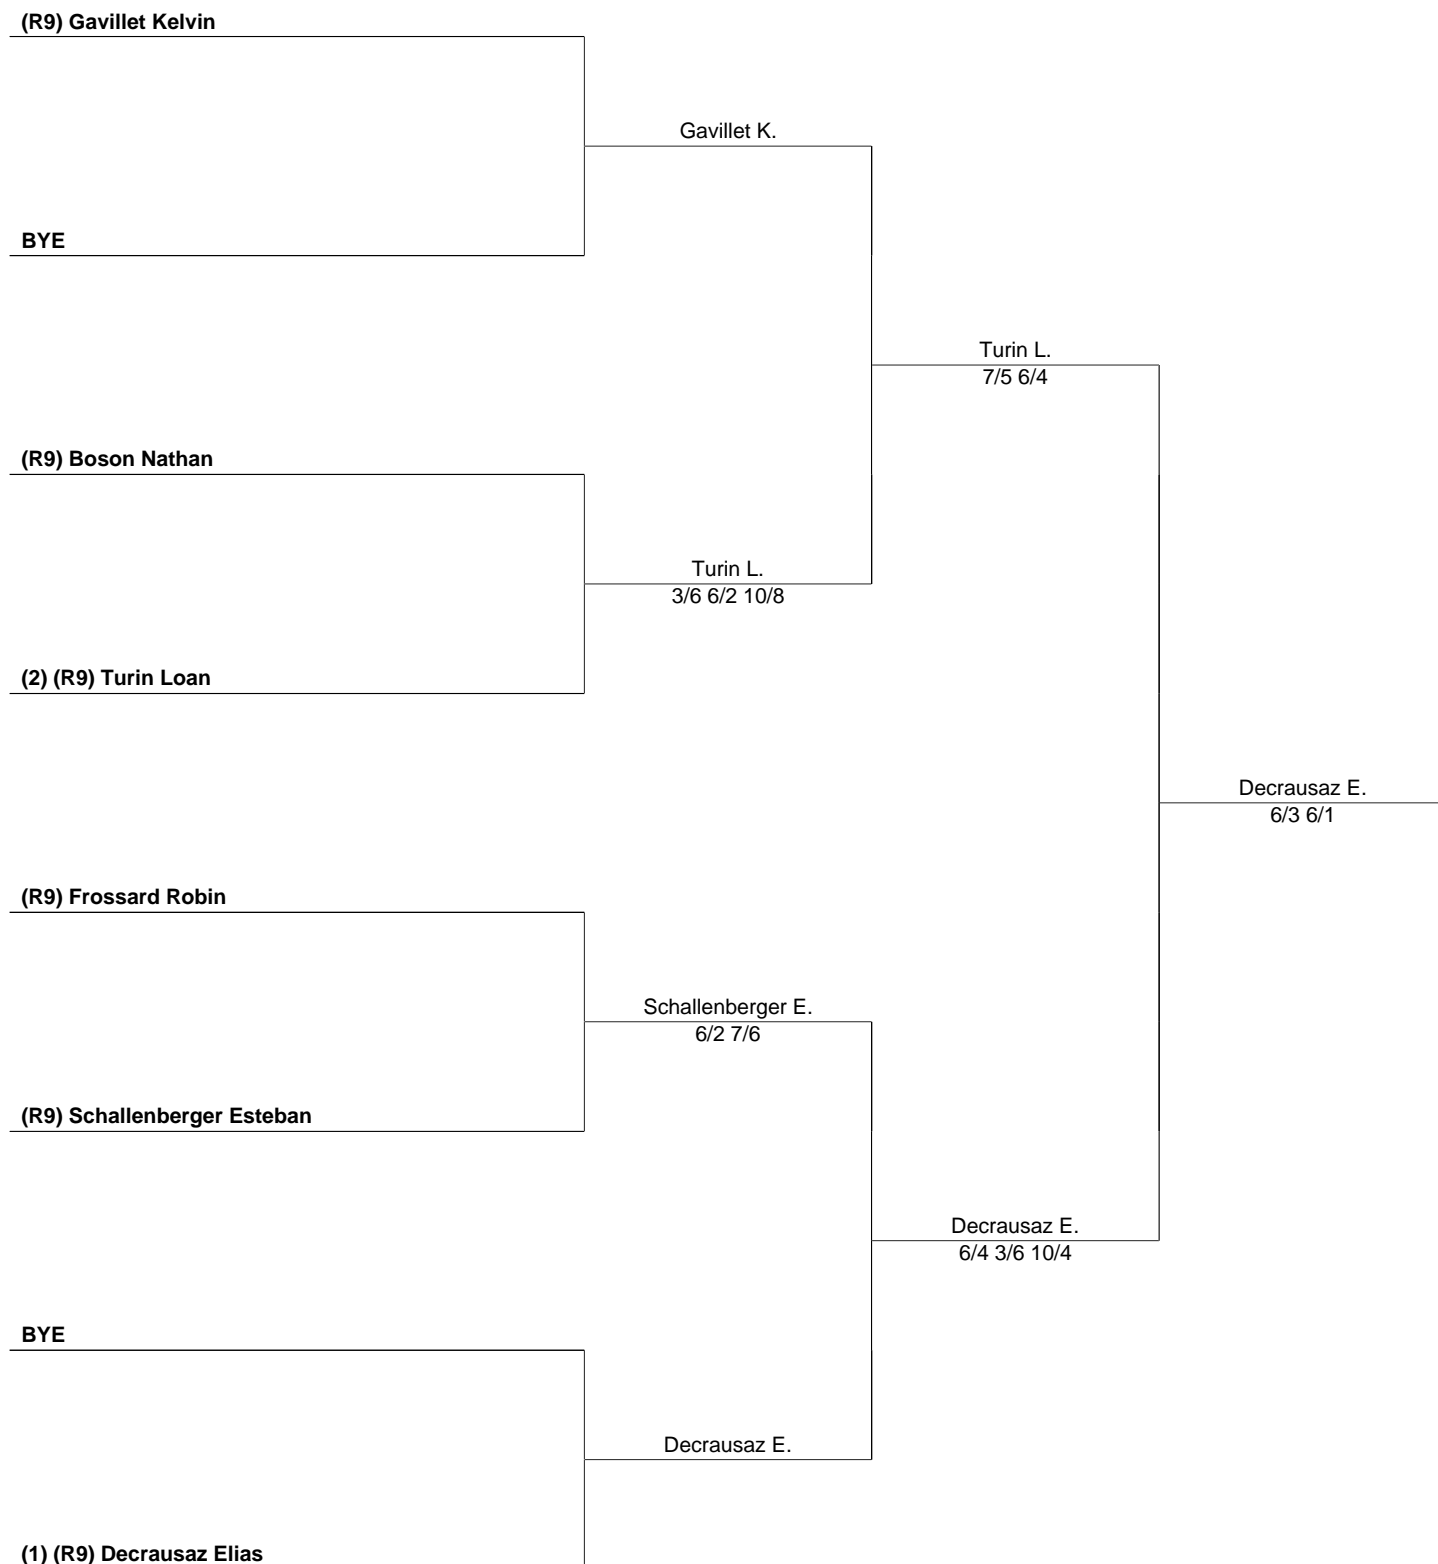 (R9) Gavillet Kelvin
Gavillet K.
BYE
Turin L.
7/5 6/4
(R9) Boson Nathan
Turin L.
3/6 6/2 10/8
(2) (R9) Turin Loan
Decrausaz E.
6/3 6/1
(R9) Frossard Robin
Schallenberger E.
6/2 7/6
(R9) Schallenberger Esteban
Decrausaz E.
6/4 3/6 10/4
BYE
Decrausaz E.
(1) (R9) Decrausaz Elias